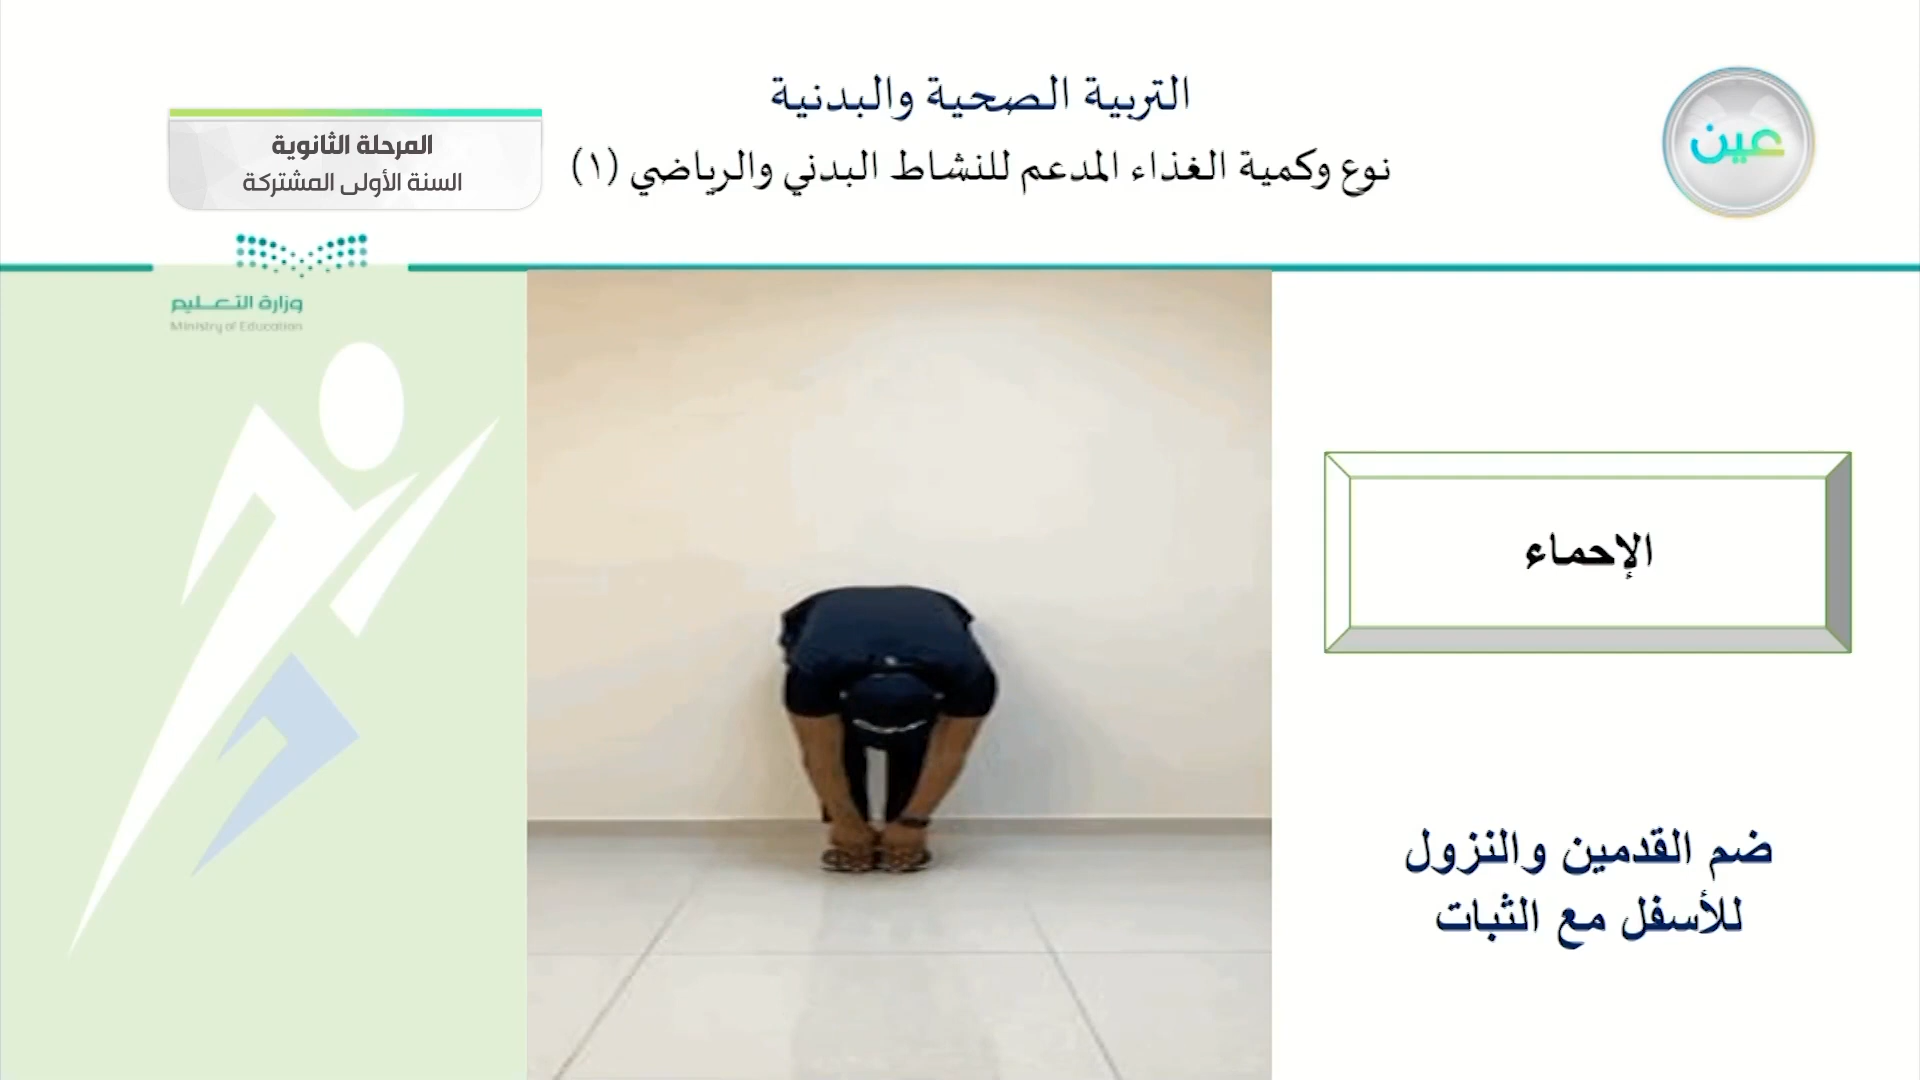 التربية الصحية والبدنية
نوع وكمية الغذاء المدعم للنشاط البدني والرياضي (١)
عين
المرحلة الثانوية
السنة الأولى المشتركة
وزارة التعليم
Ministry of Education
الإحماء
ضم القدمين والنزول
للأسفل مع الثبات